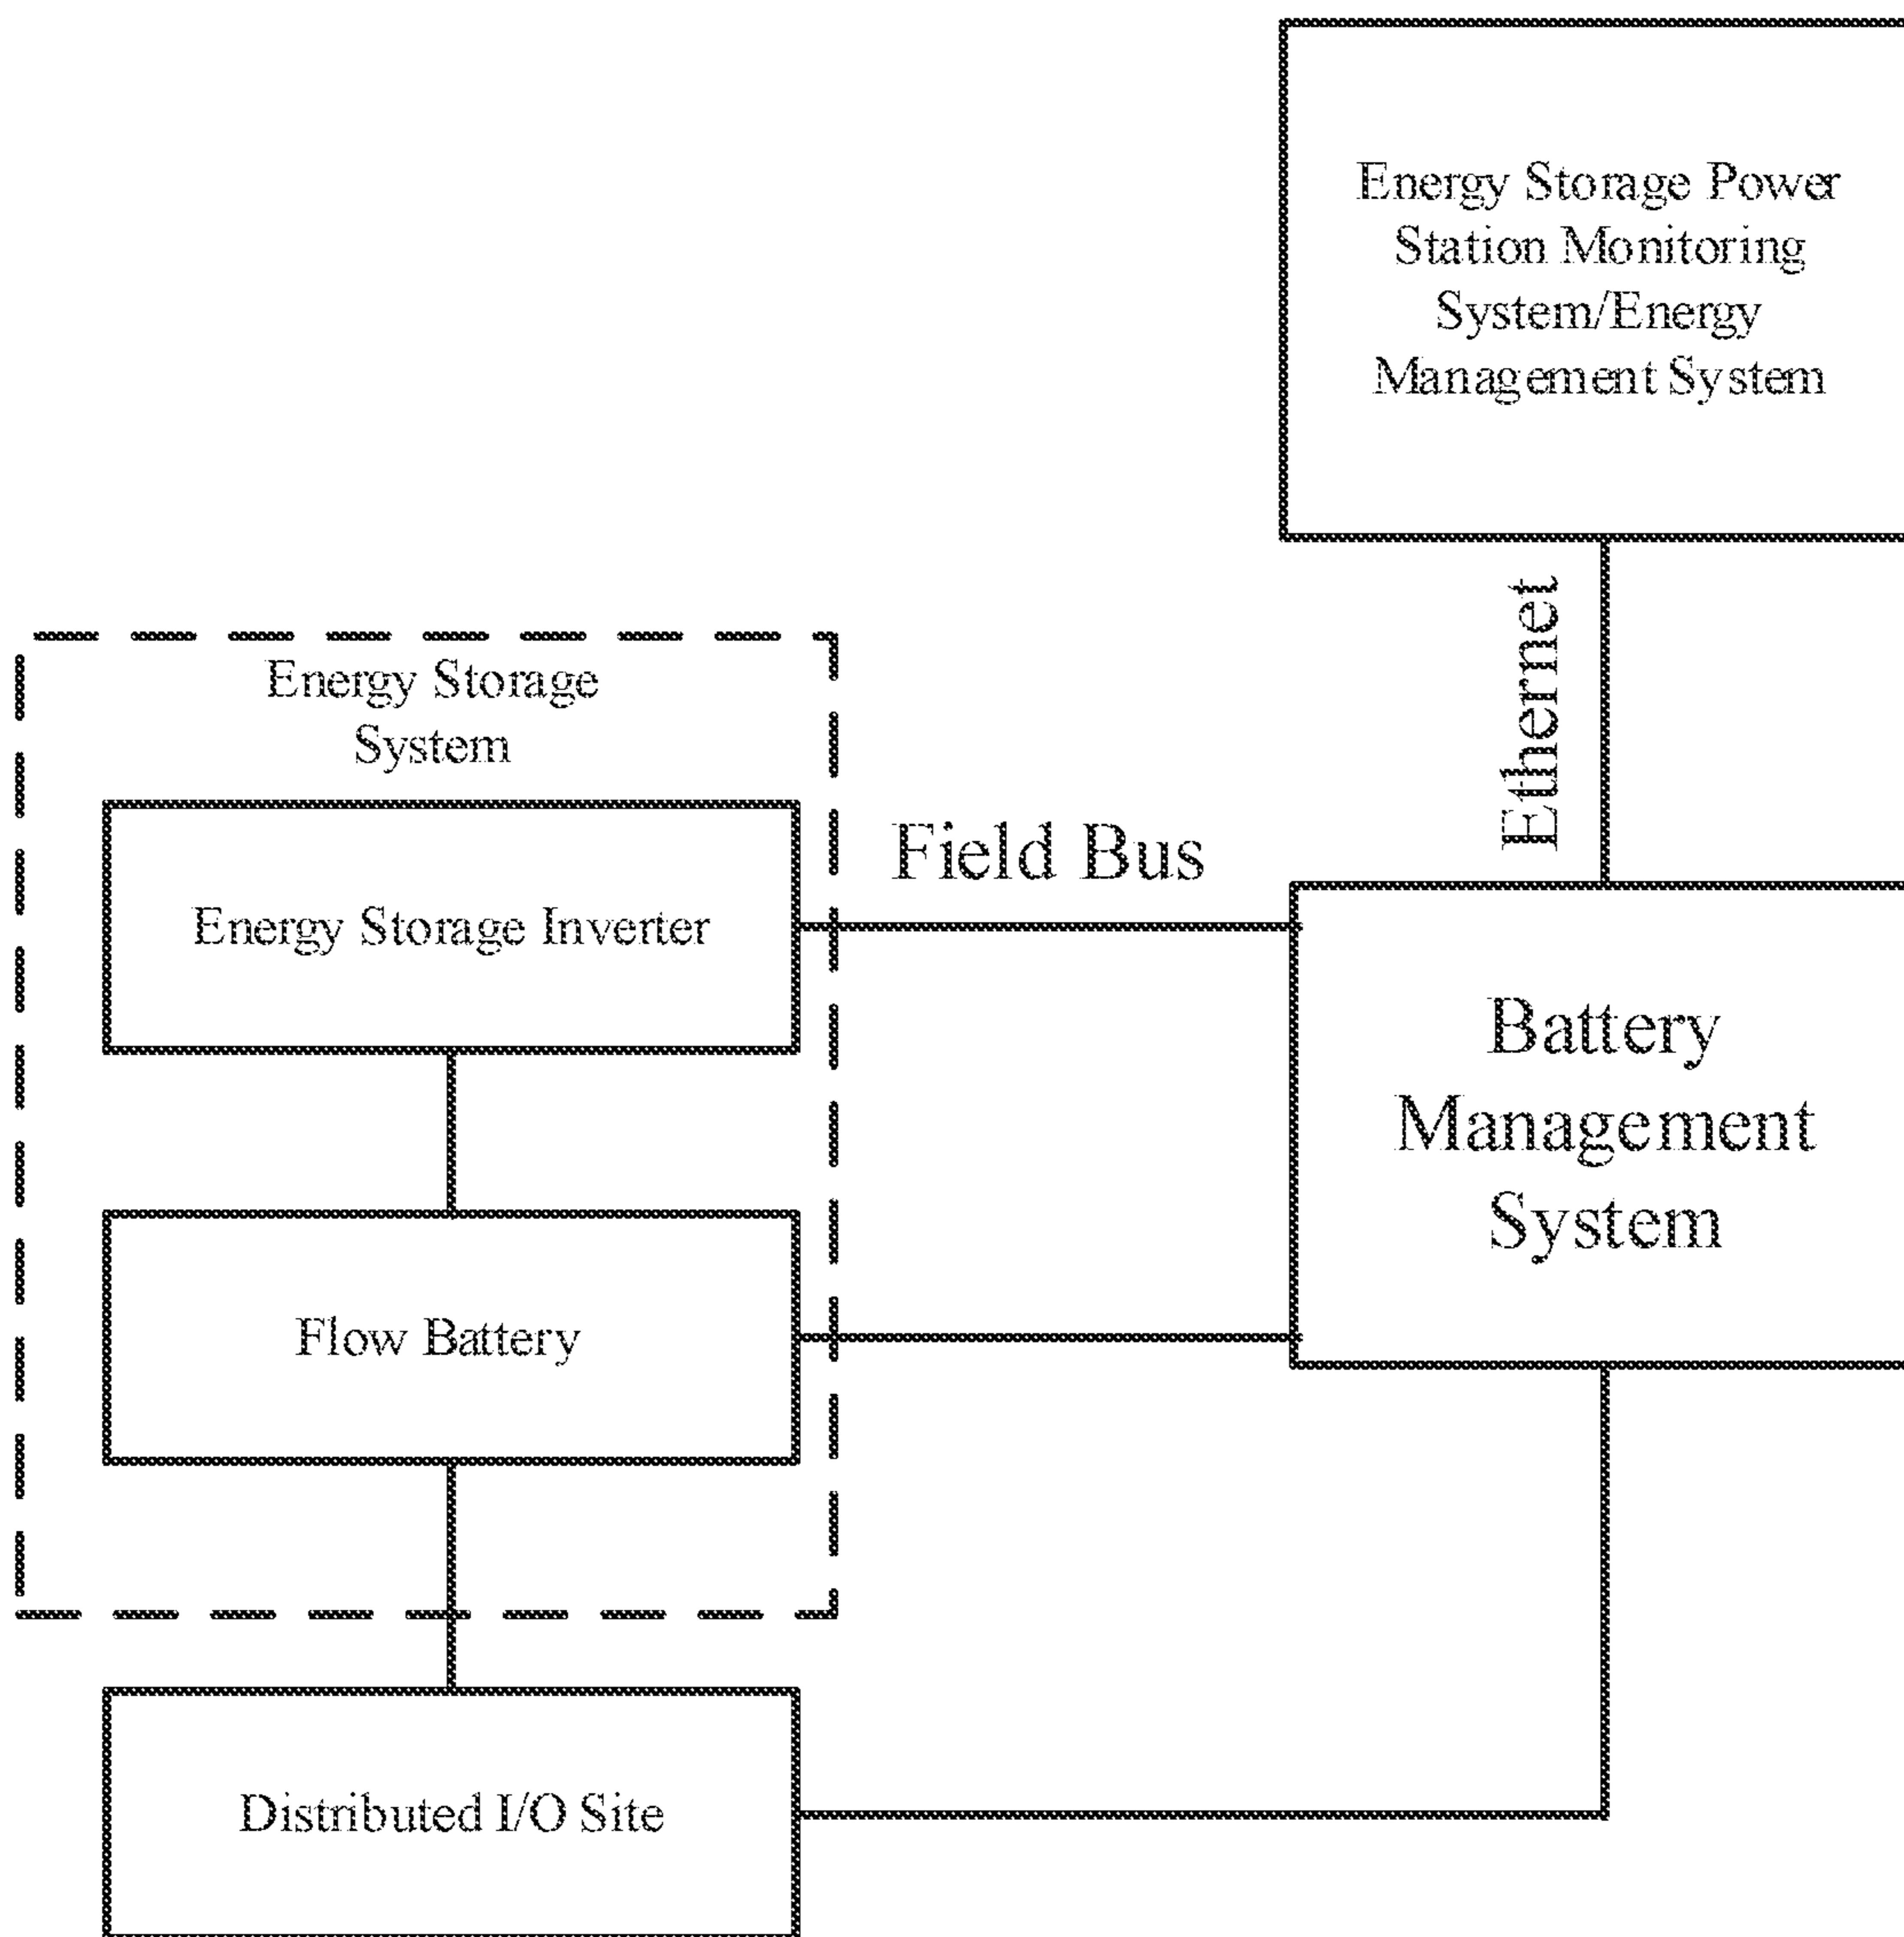 Energy Storage Power
Station Monitoring
System/Energy
Management System
Ethernet
Energy Storage
System
Field Bus
Energy Storage Inverter
Battery
Management
System
Flow Battery
Distributed I/O Site